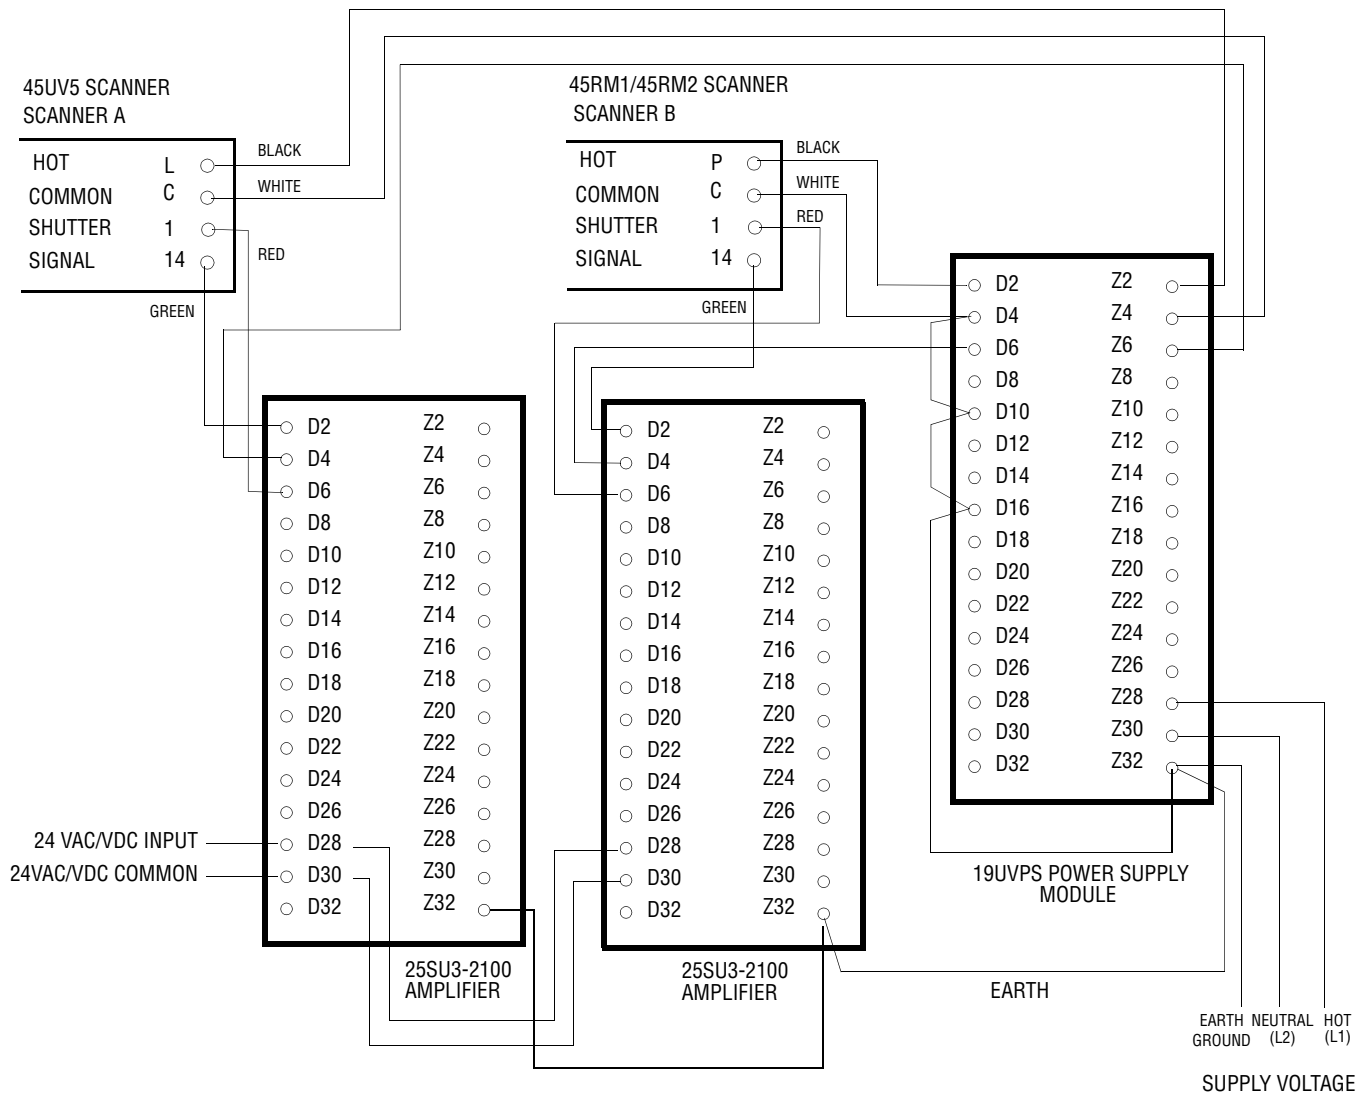 45UV5 SCANNER
SCANNER A
HOT L
COMMON C
SHUTTER 1
SIGNAL 14
BLACK
WHITE
RED
GREEN
45RM1/45RM2 SCANNER
SCANNER B
HOT P
COMMON C
SHUTTER 1
SIGNAL 14
BLACK
WHITE
RED
GREEN
D2 Z2
D4 Z4
D6 Z6
D8 Z8
D10 Z10
D12 Z12
D14 Z14
D16 Z16
D18 Z18
D20 Z20
D22 Z22
D24 Z24
D26 Z26
D28 Z28
D30 Z30
D32 Z32
24 VAC/VDC INPUT
24VAC/VDC COMMON
25SU3-2100
AMPLIFIER
D2 Z2
D4 Z4
D6 Z6
D8 Z8
D10 Z10
D12 Z12
D14 Z14
D16 Z16
D18 Z18
D20 Z20
D22 Z22
D24 Z24
D26 Z26
D28 Z28
D30 Z30
D32 Z32
25SU3-2100
AMPLIFIER
D2 Z2
D4 Z4
D6 Z6
D8 Z8
D10 Z10
D12 Z12
D14 Z14
D16 Z16
D18 Z18
D20 Z20
D22 Z22
D24 Z24
D26 Z26
D28 Z28
D30 Z30
D32 Z32
19UVPS POWER SUPPLY
MODULE
EARTH
EARTH NEUTRAL HOT
GROUND (L2) (L1)
SUPPLY VOLTAGE